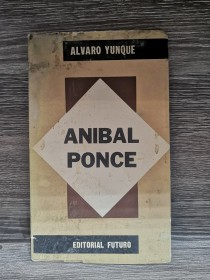 ALVARO YUNQUE
ANIBAL
PONCE
EDITORIAL FUTURO